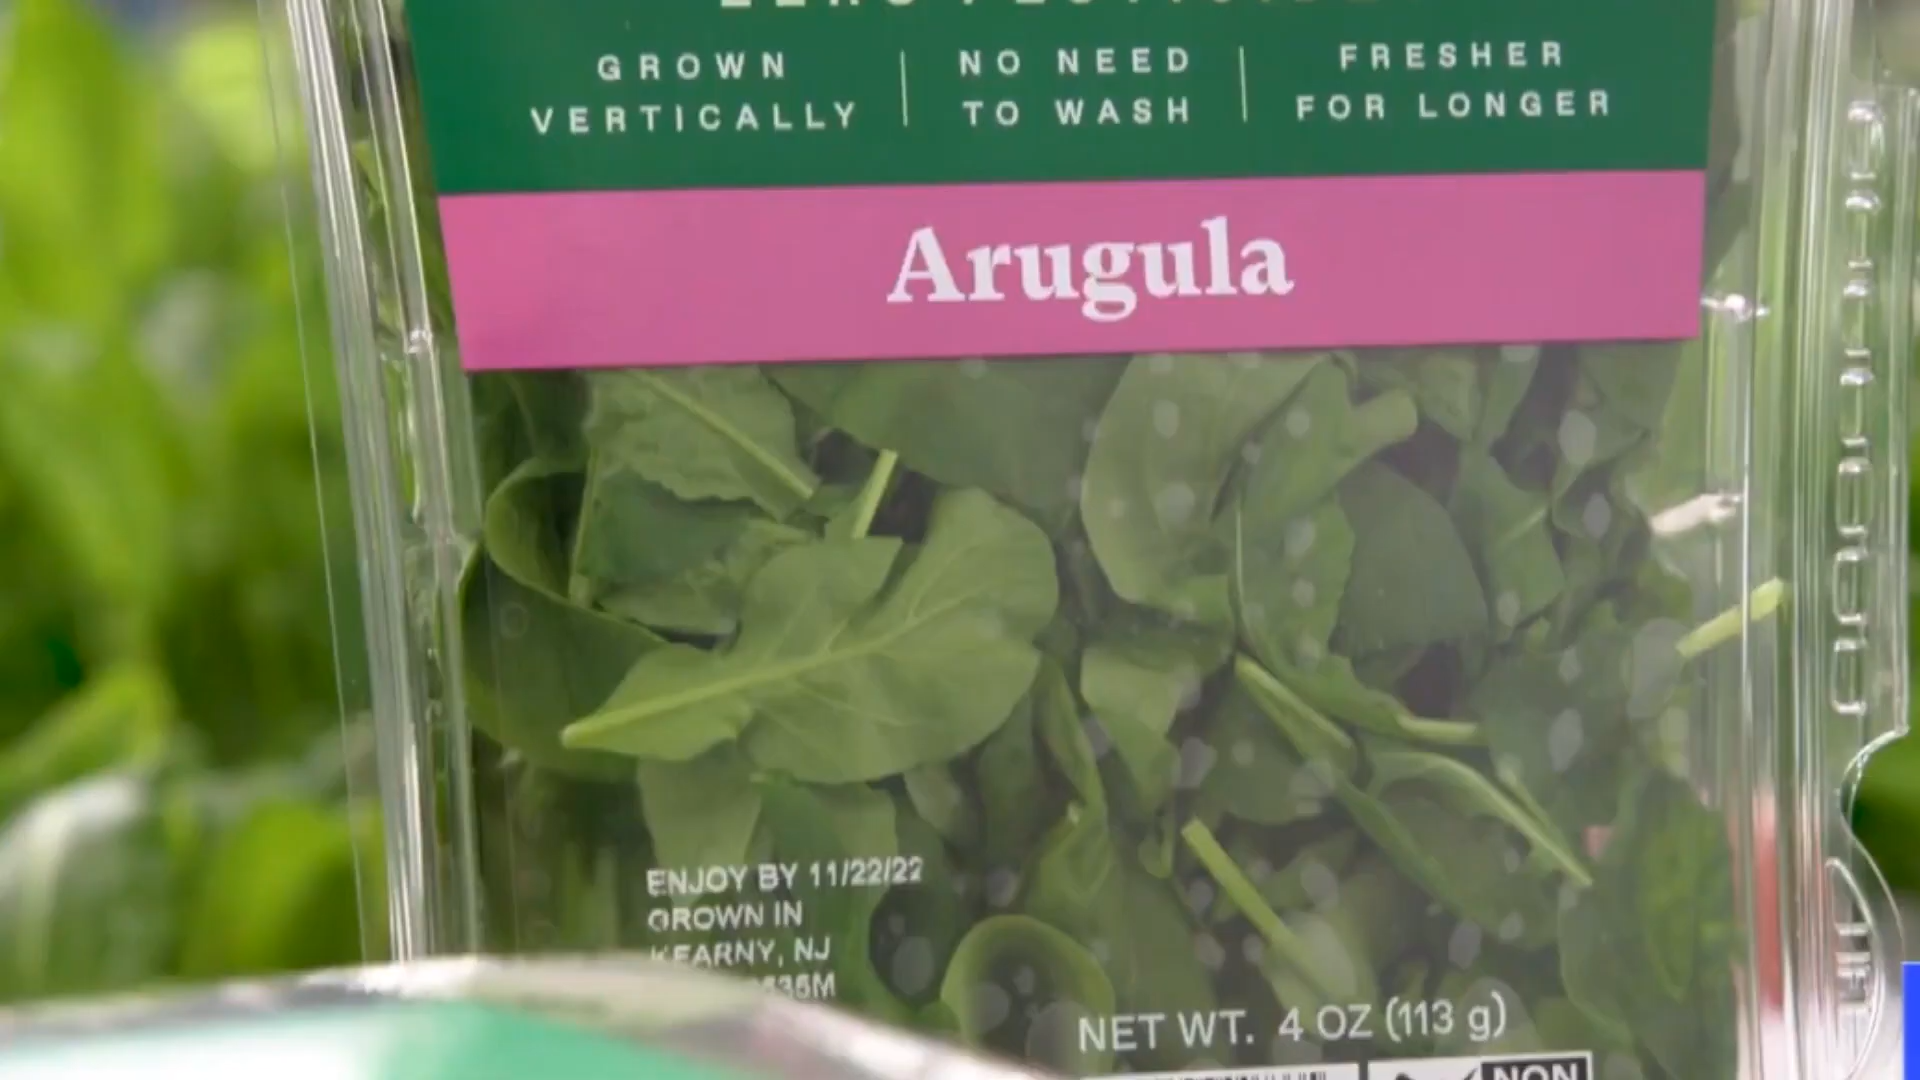 GROWN
VERTICALLY
NO NEED
TO WASH
FRESHER
FOR LONGER
Arugula
ENJOY BY 11/22/22
GROWN IN
KEARNY, NJ
NET WT. 4 OZ (113 g)
NON